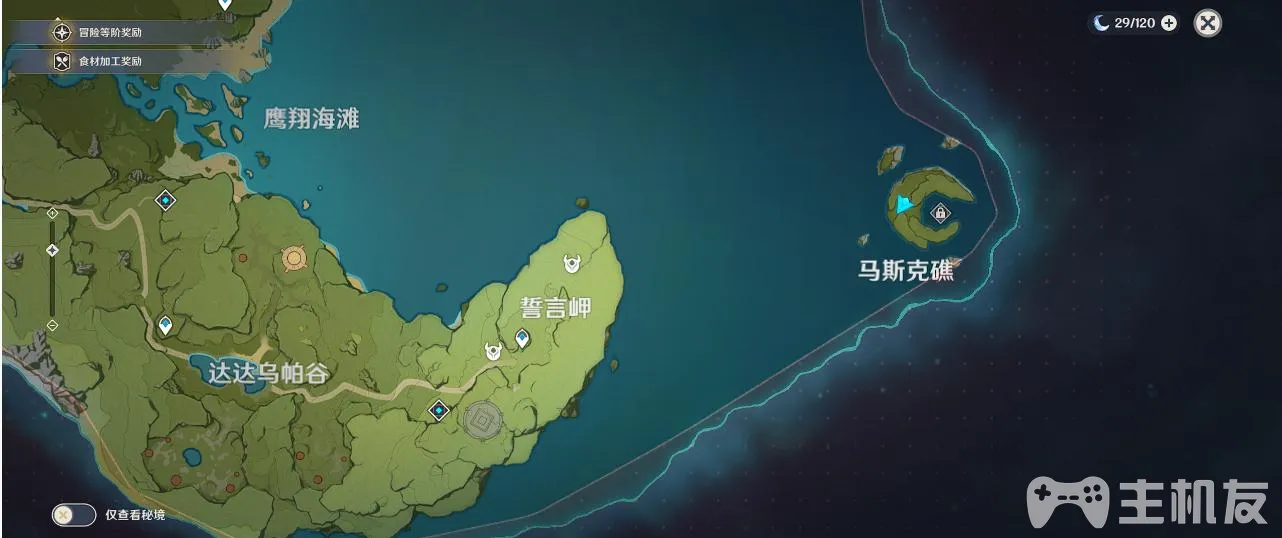 冒险等阶奖励
29/120
食材加工奖励
鹰翔海滩
马斯克礁
誓言岬
达达乌帕谷
仅查看秘境
主机友